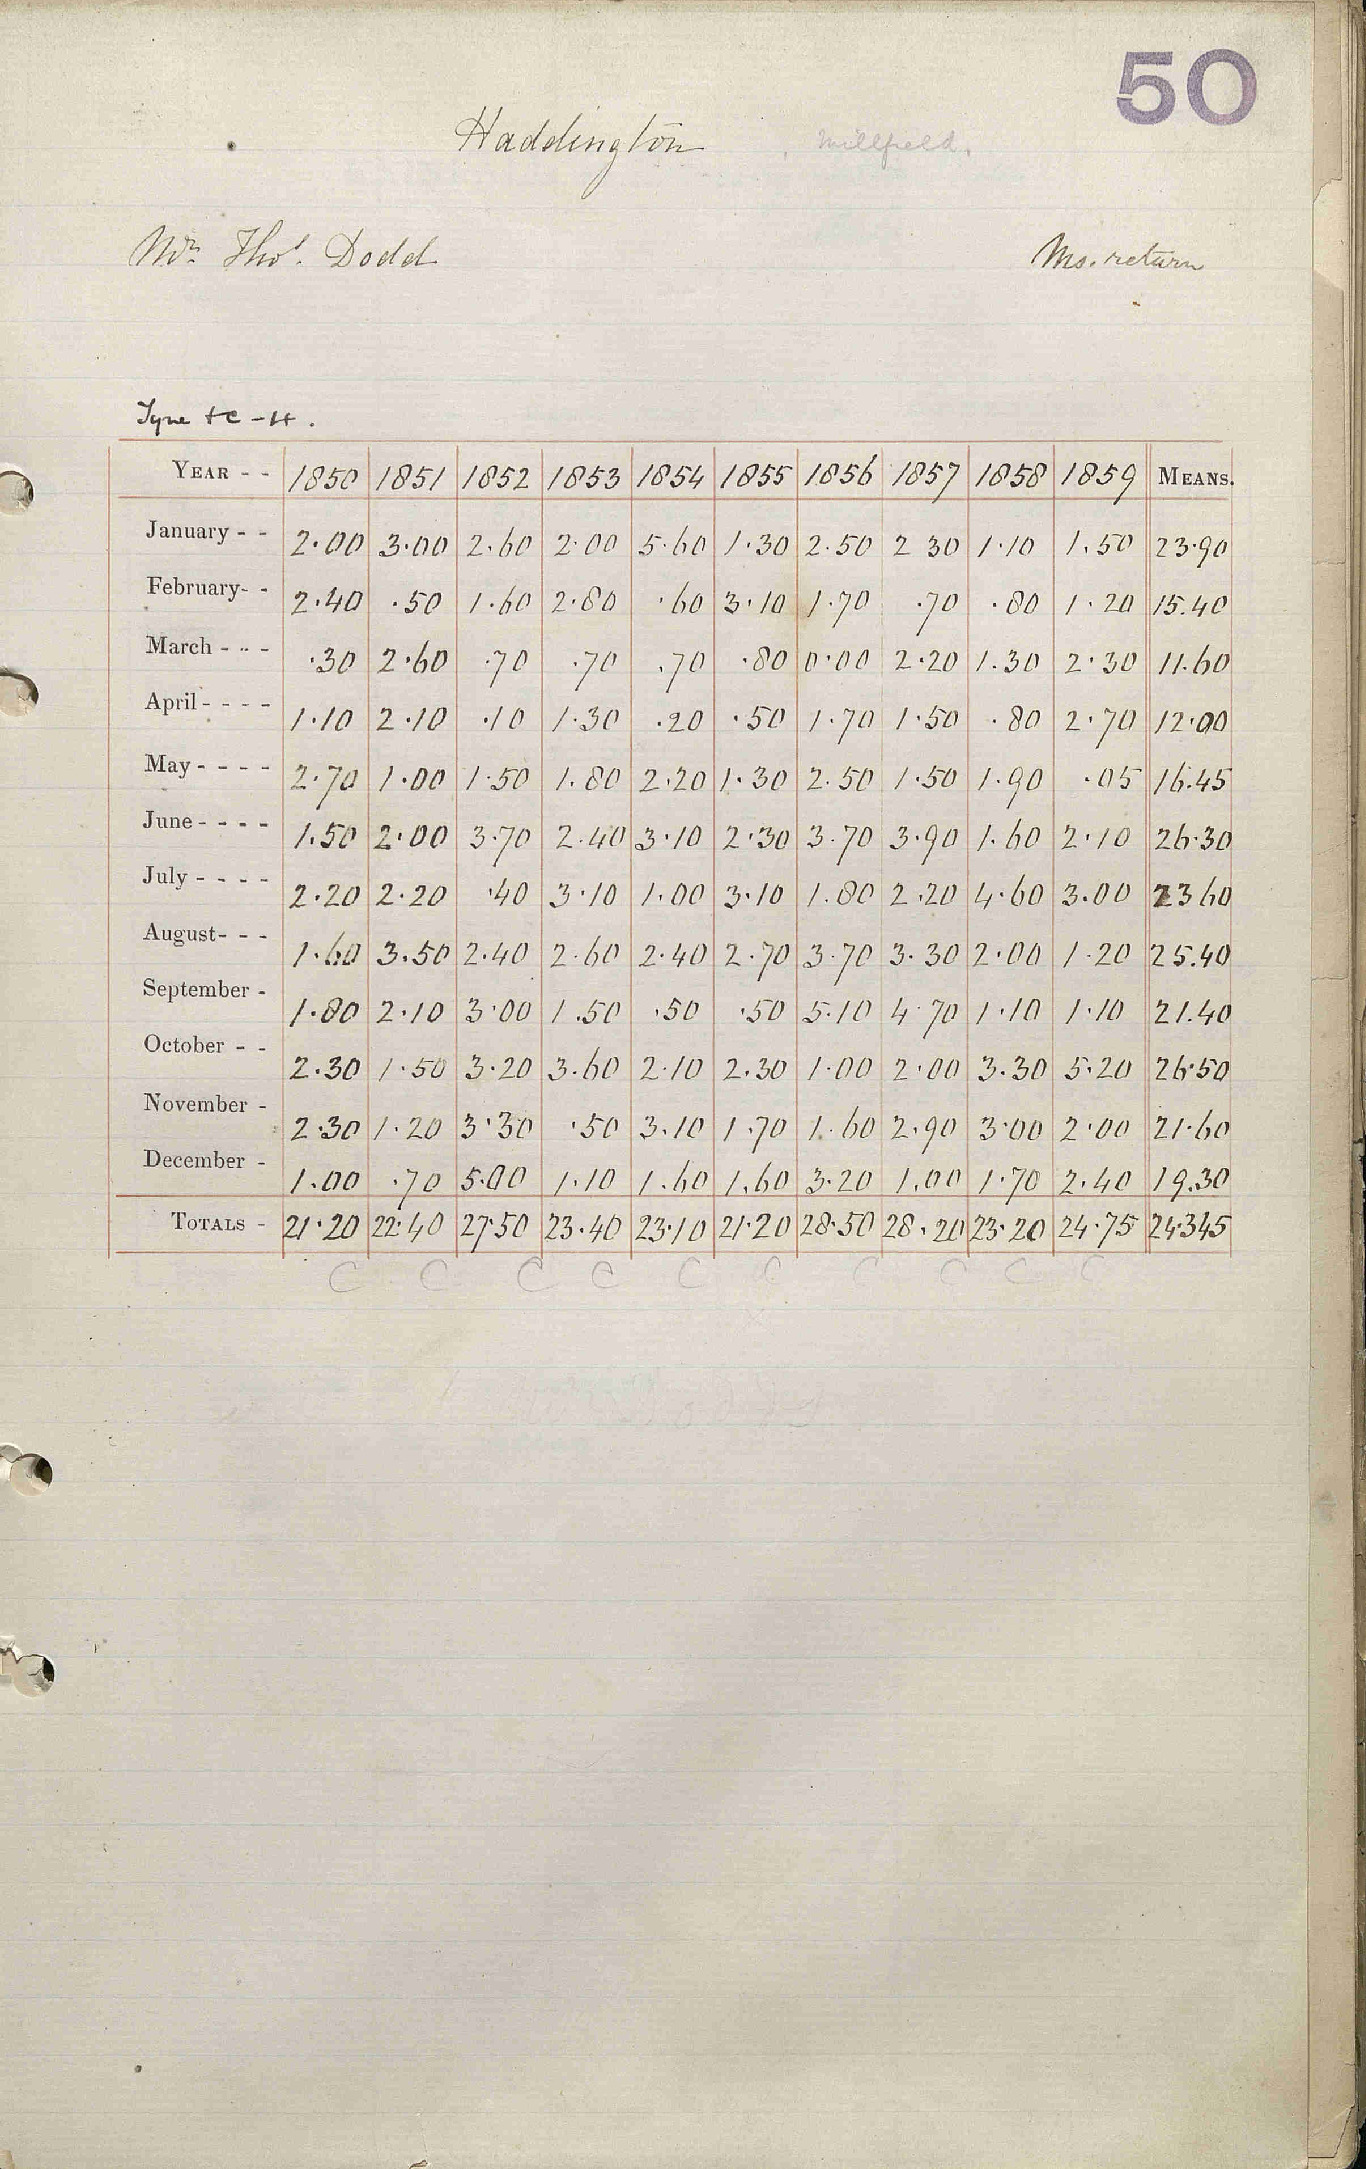 50
Haddington millfield.
Mr. Thos. Dodd Ms. return
Tyne +c - H.
YEAR - - 1850 1851 1852 1853 1854 1855 1856 1857 1858 1859 MEANS.
January - - 2.00 3.00 2.60 2.00 5.60 1.30 2.50 2 30 1.10 1.50 23.90
February- - 2.40 .50 1.60 2.80 .60 3.10 1.70 .70 .80 1.20 15.40
March - - - .30 2.60 .70 .70 .70 .80 0.00 2.20 1.30 2.30 11.60
April - - - - 1.10 2.10 .10 1.30 .20 .50 1.70 1.50 .80 2.70 12.00
May - - - - 2.70 1.00 1.50 1.80 2.20 1.30 2.50 1.50 1.90 .05 16.45
June - - - - 1.50 2.00 3.70 2.40 3.10 2.30 3.70 3.90 1.60 2.10 26.30
July - - - - 2.20 2.20 .40 3.10 1.00 3.10 1.80 2.20 4.60 3.00 23 60
August- - - 1.60 3.50 2.40 2.60 2.40 2.70 3.70 3.30 2.00 1.20 25.40
September - 1.80 2.10 3.00 1.50 .50 .50 5.10 4.70 1.10 1.10 21.40
October - - 2.30 1.50 3.20 3.60 2.10 2.30 1.00 2.00 3.30 5.20 26.50
November - 2.30 1.20 3.30 .50 3.10 1.70 1.60 2.90 3.00 2.00 21.60
December - 1.00 .70 5.00 1.10 1.60 1.60 3.20 1.00 1.70 2.40 19.30
TOTALS - 21.20 22.40 27.50 23.40 23.10 21.20 28.50 28.20 23.20 24.75 24.345
C C C C C C C C C C